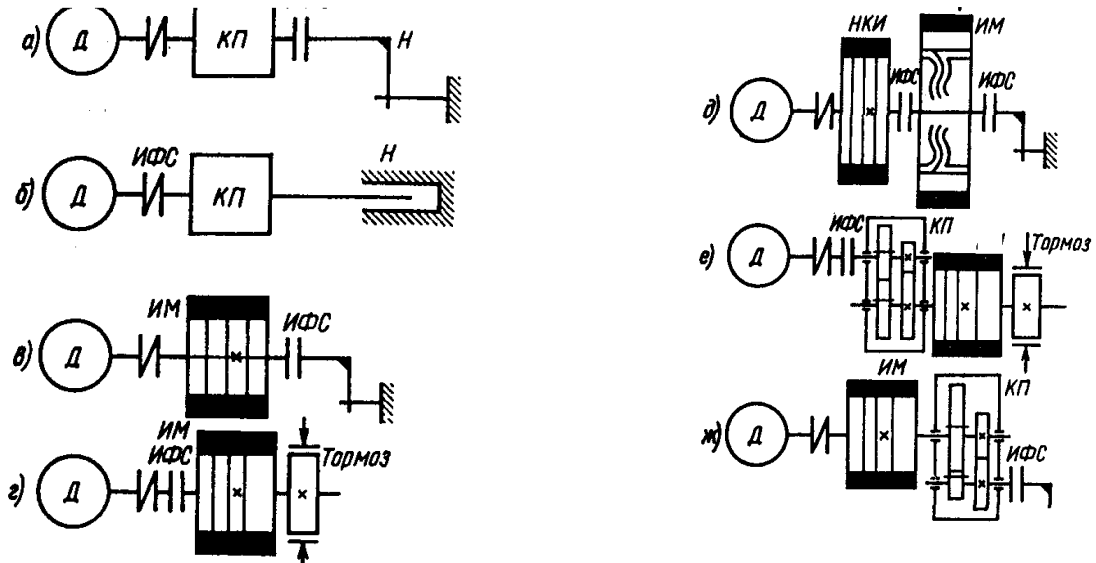 а) Д КП Н
б) Д ИФС КП Н
в) Д ИМ ИФС
г) Д ИМ ИФС Тормоз
д) Д НКИ ИФС ИМ ИФС
е) Д ИФС КП Тормоз
ж) Д ИМ КП ИФС